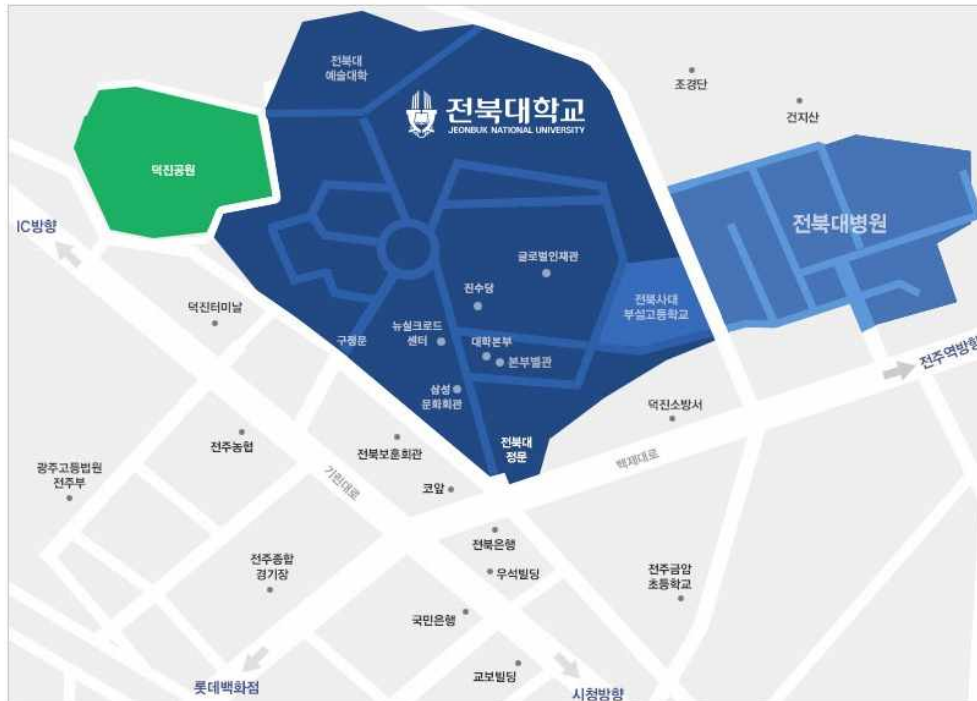 전북대
예술대학
전북대학교
JEONBUK NATIONAL UNIVERSITY
조경단
건지산
덕진공원
IC방향
전북대병원
글로벌인재관
진수당
전북사대
부설고등학교
덕진터미날
구정문
뉴실크로드
센터
대학본부
본부별관
전주역방향
삼성
문화회관
덕진소방서
전주농협
전북보훈회관
전북대
정문
백제대로
광주고등법원
전주부
기린대로
코앞
전북은행
전주종합
경기장
우석빌딩
전주금암
초등학교
국민은행
교보빌딩
롯데백화점
시청방향